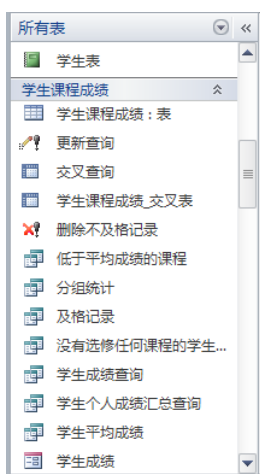 所有表
学生表
学生课程成绩
学生课程成绩：表
更新查询
交叉查询
学生课程成绩_交叉表
删除不及格记录
低于平均成绩的课程
分组统计
及格记录
没有选修任何课程的学生...
学生成绩查询
学生个人成绩汇总查询
学生平均成绩
学生成绩